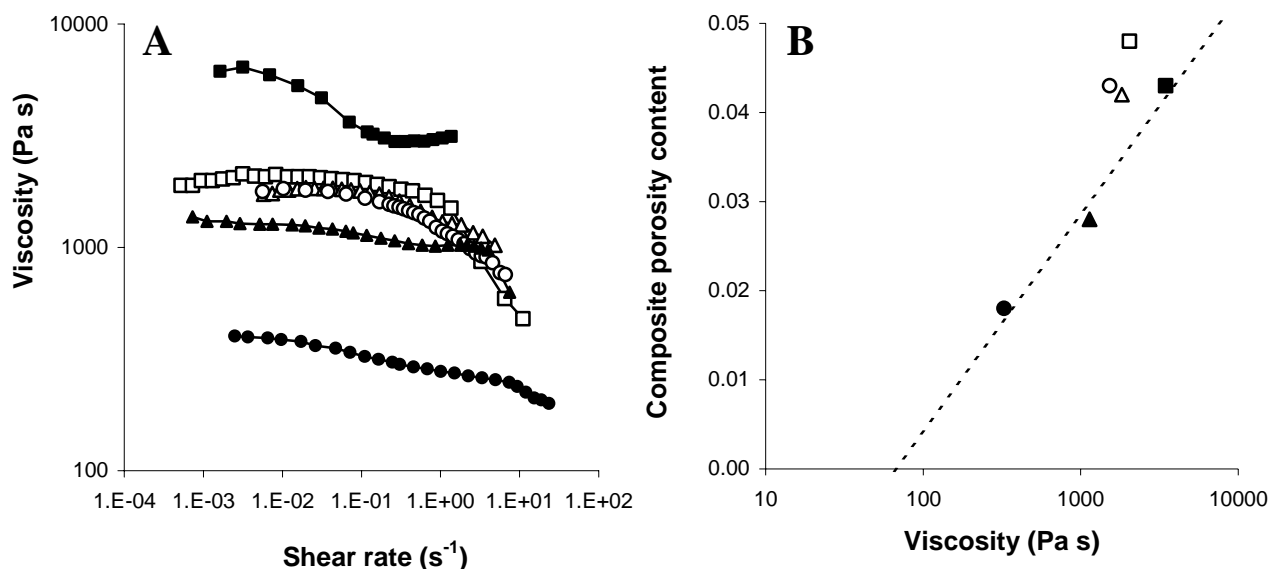 A
10000
1000
100
Viscosity (Pa s)
1.E-04 1.E-03 1.E-02 1.E-01 1.E+00 1.E+01 1.E+02
Shear rate (s⁻¹)
B
0.05
0.04
0.03
0.02
0.01
0.00
Composite porosity content
10 100 1000 10000
Viscosity (Pa s)